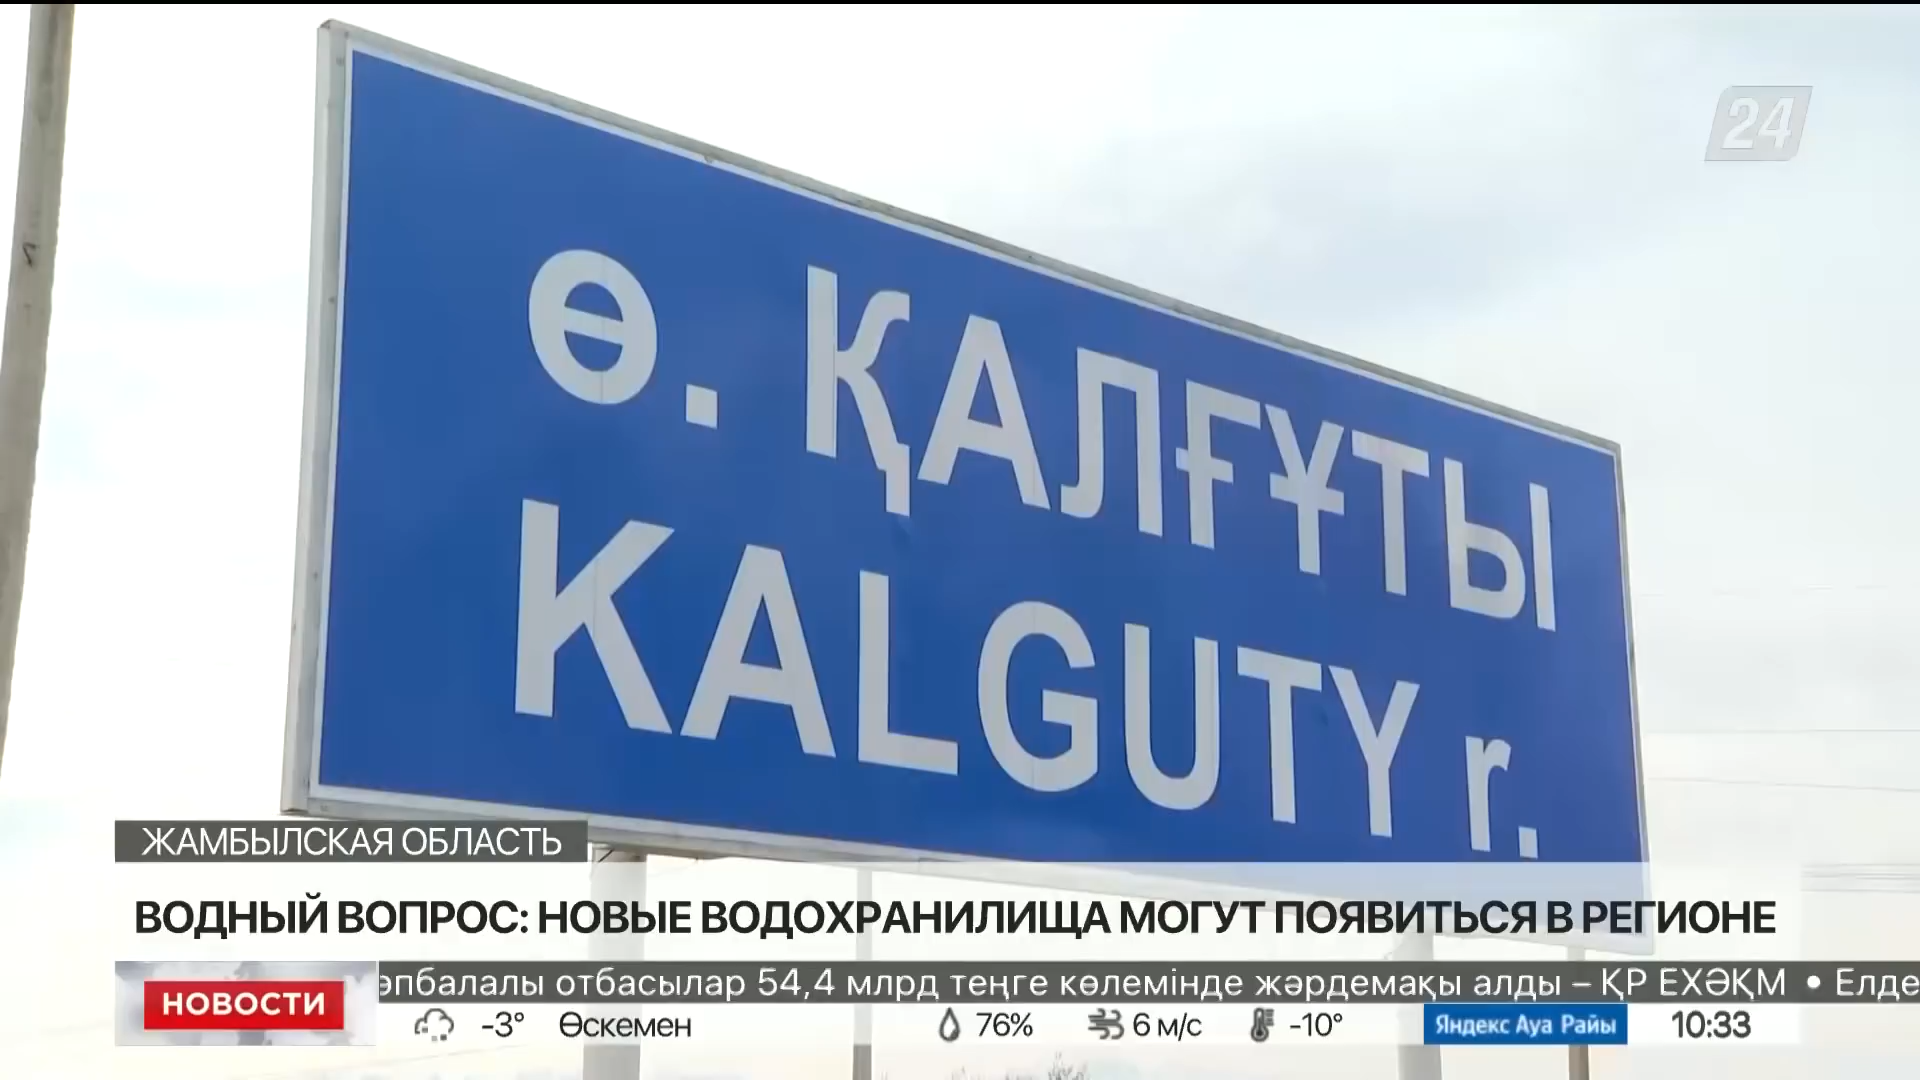 24
ө. ҚАЛҒҰТЫ
KALGUTY r.
ЖАМБЫЛСКАЯ ОБЛАСТЬ
ВОДНЫЙ ВОПРОС: НОВЫЕ ВОДОХРАНИЛИЩА МОГУТ ПОЯВИТЬСЯ В РЕГИОНЕ
НОВОСТИ
әпбалалы отбасылар 54,4 млрд теңге көлемінде жәрдемақы алды – ҚР ЕХӘҚМ • Елде
-3° Өскемен 76% 6 м/с -10° Яндекс Ауа Райы 10:33